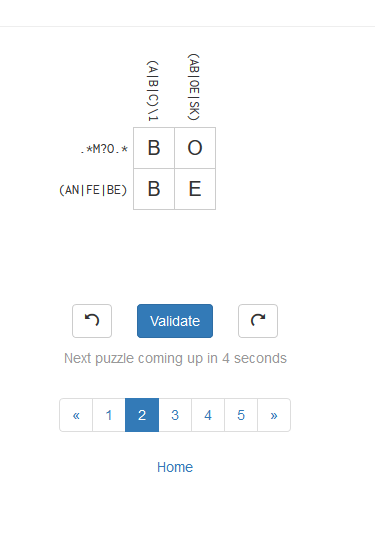 (A|B|C)\1
(AB|OE|SK)
.*M?O.* B O
(AN|FE|BE) B E
Validate
Next puzzle coming up in 4 seconds
« 1 2 3 4 5 »
Home